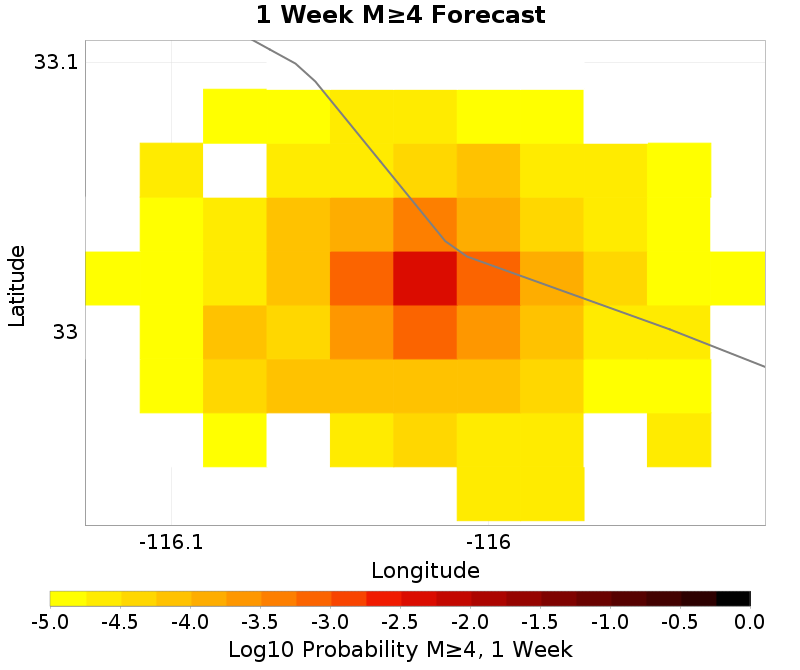 1 Week M≥4 Forecast
33.1
33
Latitude
-116.1 -116
Longitude
-5.0 -4.5 -4.0 -3.5 -3.0 -2.5 -2.0 -1.5 -1.0 -0.5 0.0
Log10 Probability M≥4, 1 Week